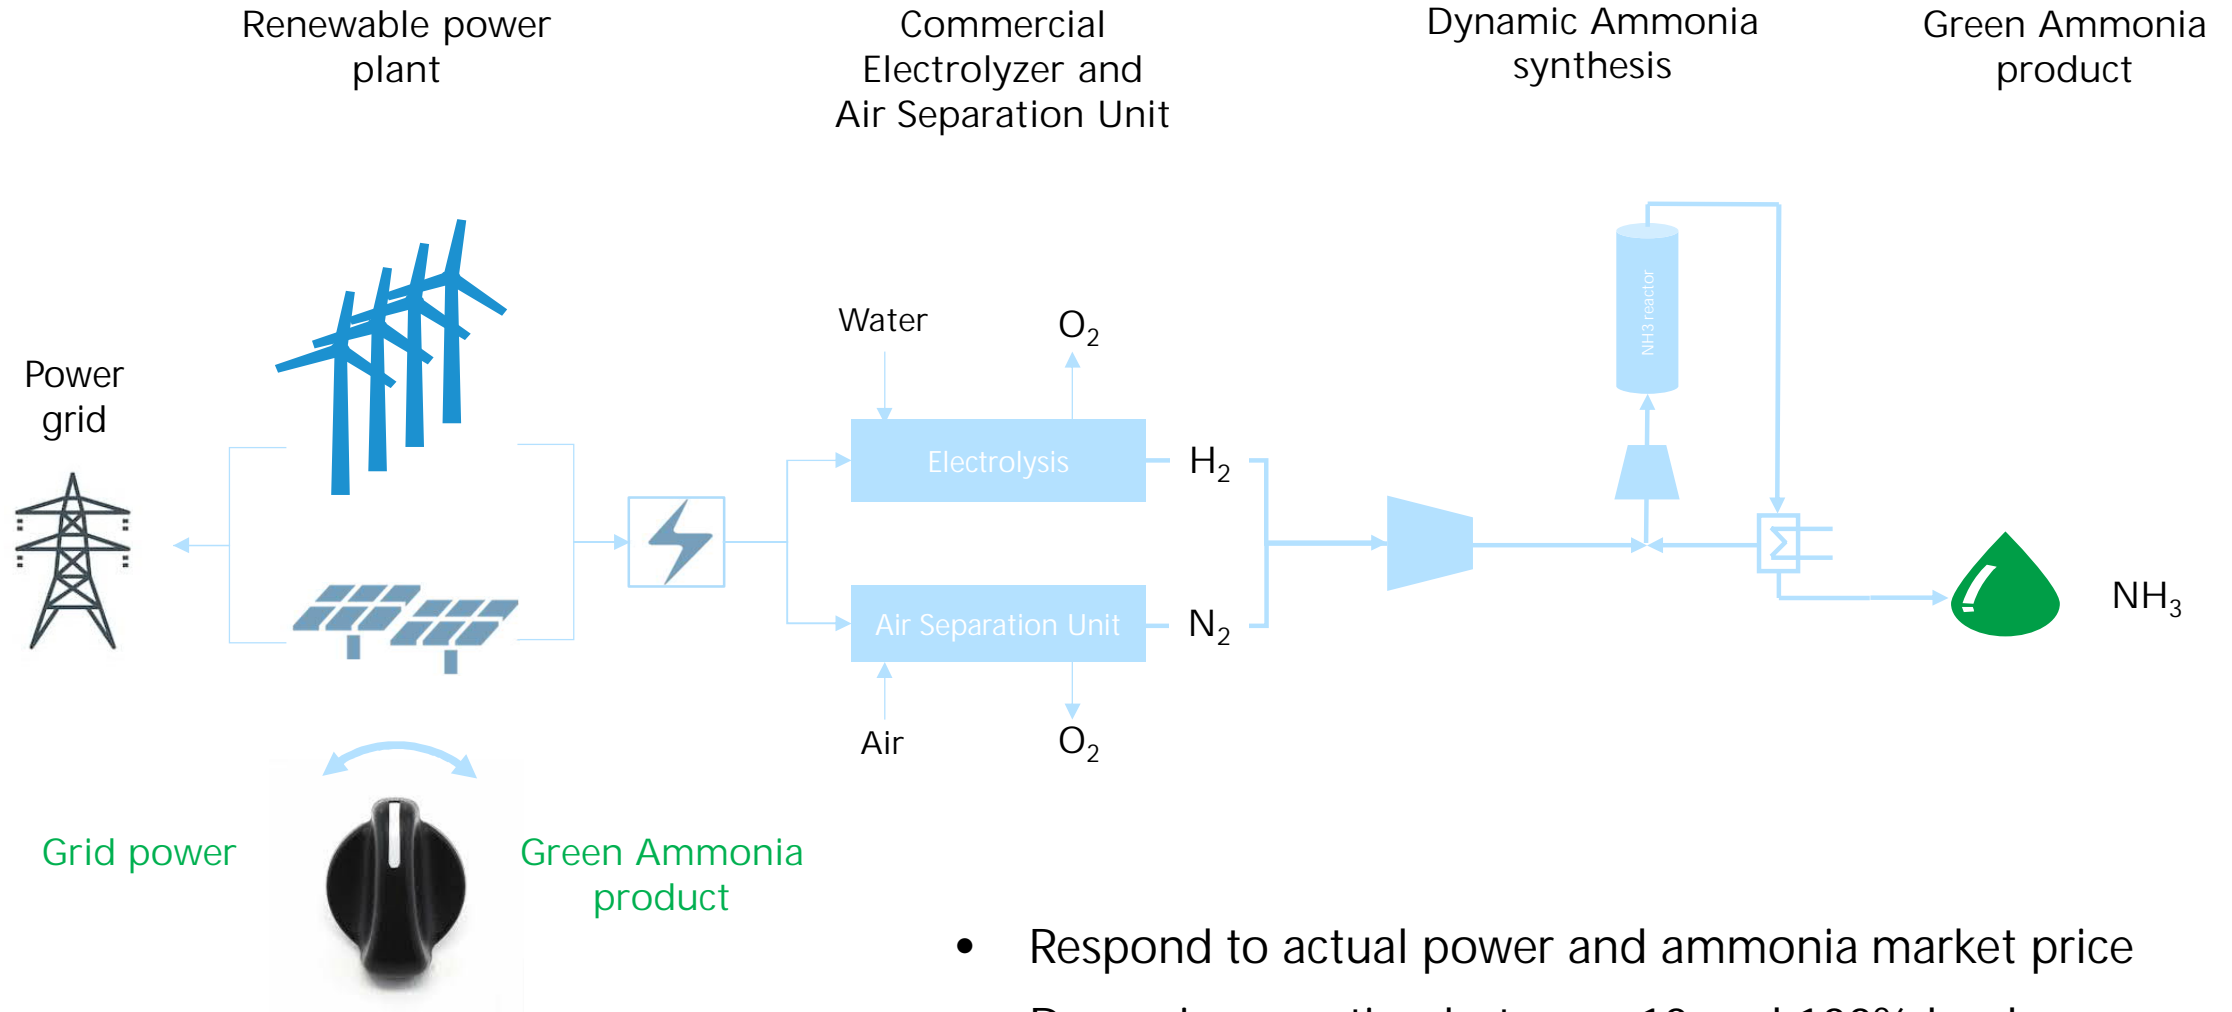 Renewable power
plant
Commercial
Electrolyzer and
Air Separation Unit
Dynamic Ammonia
synthesis
Green Ammonia
product
Power
grid
Water
O₂
Electrolysis
H₂
Air Separation Unit
N₂
Air
O₂
NH3 reactor
NH₃
Grid power
Green Ammonia
product
• Respond to actual power and ammonia market price